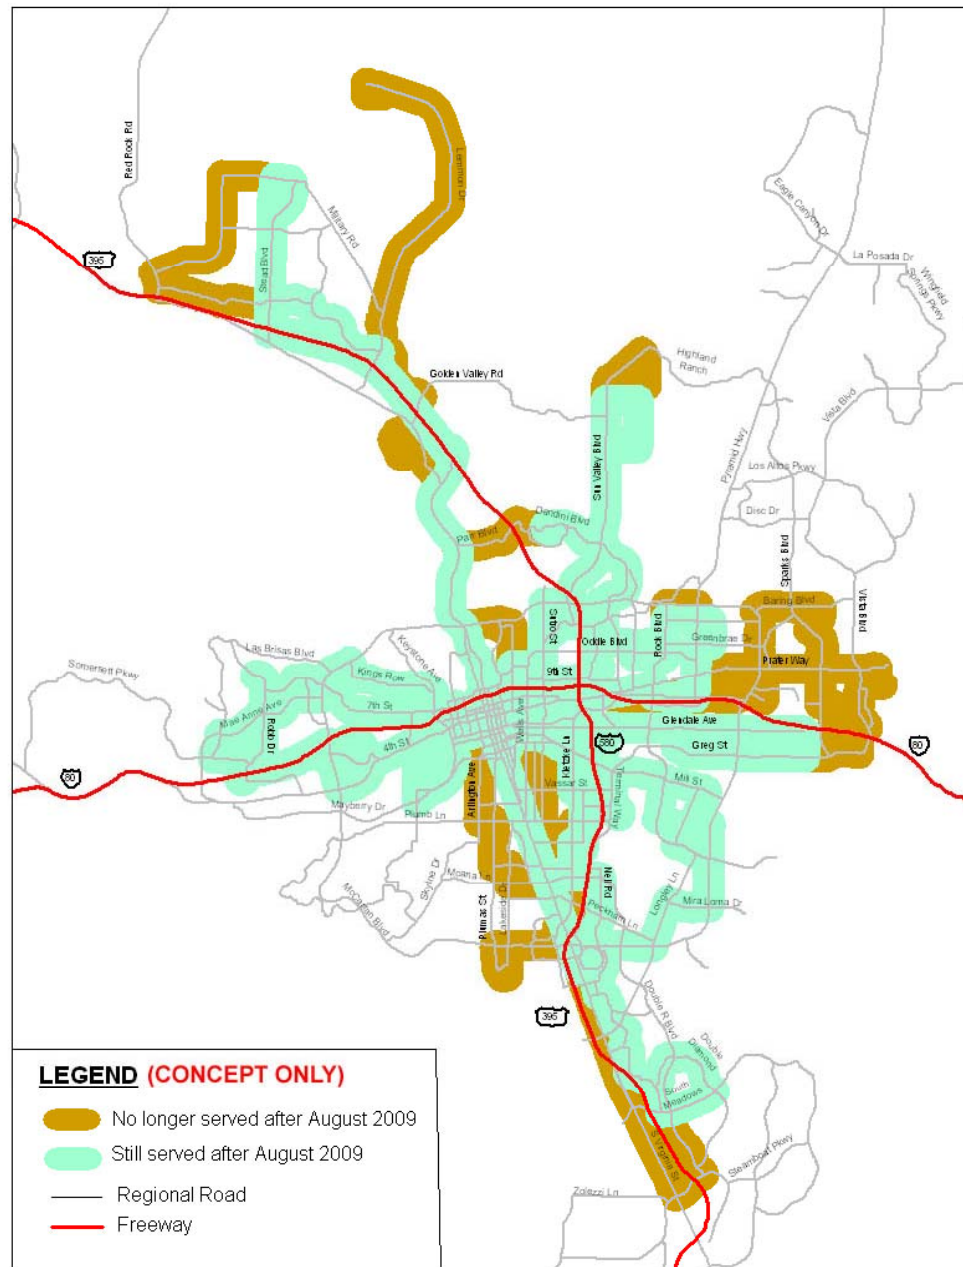 Red Rock Rd
395
Military Rd
Lemmon Dr
Stead Blvd
Eagle Canyon Dr
La Posada Dr
Wingfield
Springs Pkwy
Golden Valley Rd
Highland
Ranch
Vista Blvd
Pyramid Hwy
Sun Valley Blvd
Los Altos Pkwy
Disc Dr
Sparks Blvd
Dandini Blvd
Parr Blvd
Baring Blvd
Vista Blvd
Sutro St
Oddie Blvd
Rock Blvd
Greenbrae Dr
Prater Way
Las Brisas Blvd
Keystone Ave
Somersett Pkwy
Kings Row
9th St
7th St
Mae Anne Ave
Robb Dr
4th St
Wells Ave
Glendale Ave
Greg St
580
80
80
Kietzke Ln
Vassar St
Terminal Way
Mill St
Mayberry Dr
Plumb Ln
Arlington Ave
Skyline Dr
Moana Ln
McCarran Blvd
Plumas St
Lakeside Dr
Neil Rd
Peckham Ln
Longley Ln
Mira Loma Dr
395
Double R Blvd
Double
Diamond
South
Meadows
S Virginia St
Steamboat Pkwy
Zolezzi Ln
LEGEND (CONCEPT ONLY)
No longer served after August 2009
Still served after August 2009
Regional Road
Freeway